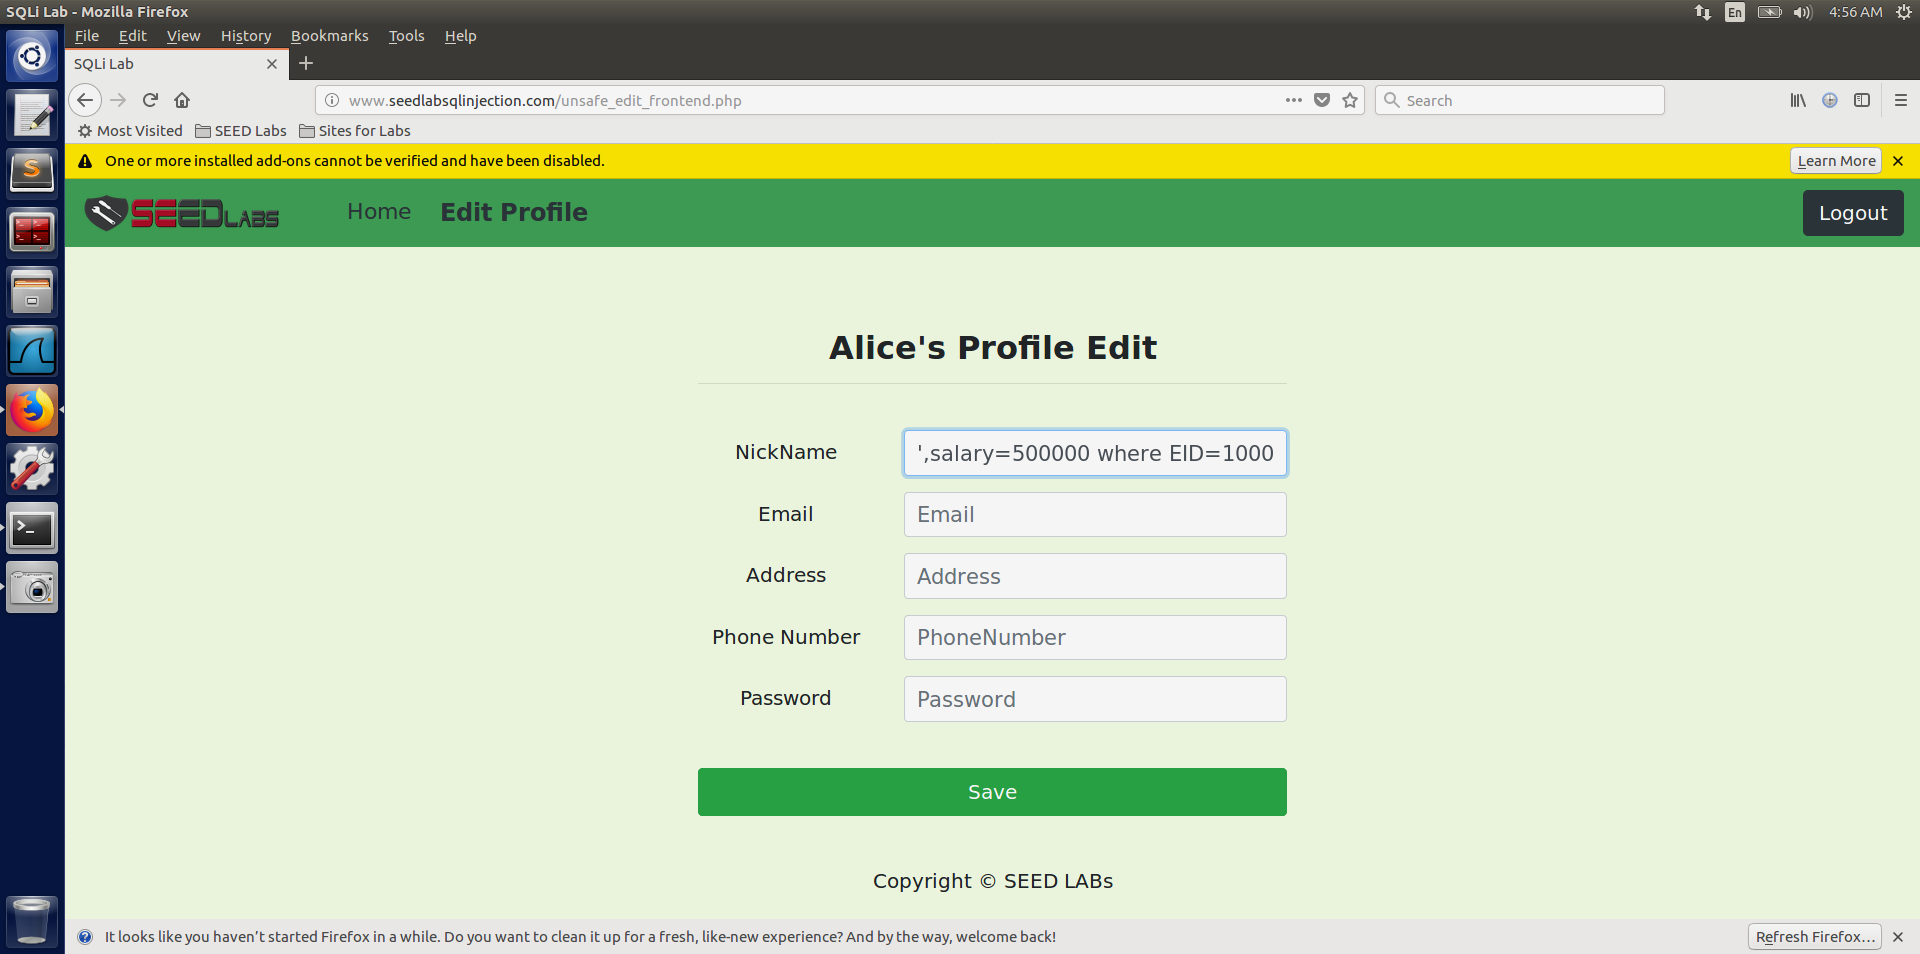 SQLi Lab - Mozilla Firefox
En
4:56 AM
File Edit View History Bookmarks Tools Help
SQLi Lab
www.seedlabsqlinjection.com/unsafe_edit_frontend.php
Search
Most Visited SEED Labs Sites for Labs
One or more installed add-ons cannot be verified and have been disabled.
Learn More
SEEDLABS
Home Edit Profile
Logout
Alice's Profile Edit
NickName
',salary=500000 where EID=1000
Email
Email
Address
Address
Phone Number
PhoneNumber
Password
Password
Save
Copyright © SEED LABs
It looks like you haven't started Firefox in a while. Do you want to clean it up for a fresh, like-new experience? And by the way, welcome back!
Refresh Firefox...